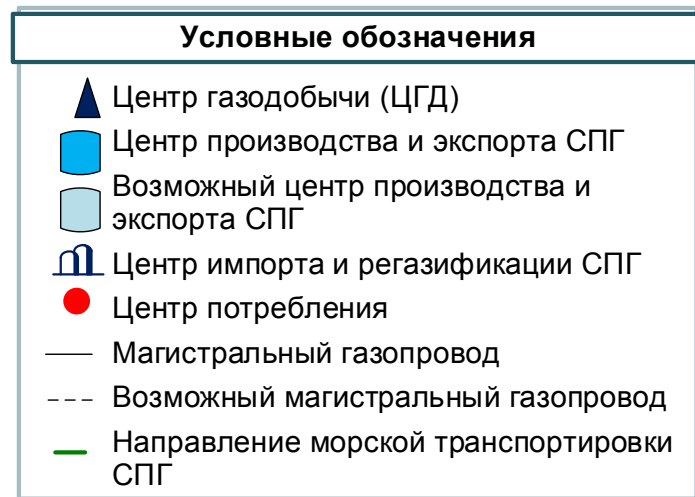 Условные обозначения
Центр газодобычи (ЦГД)
Центр производства и экспорта СПГ
Возможный центр производства и
экспорта СПГ
Центр импорта и регазификации СПГ
Центр потребления
Магистральный газопровод
Возможный магистральный газопровод
Направление морской транспортировки
СПГ